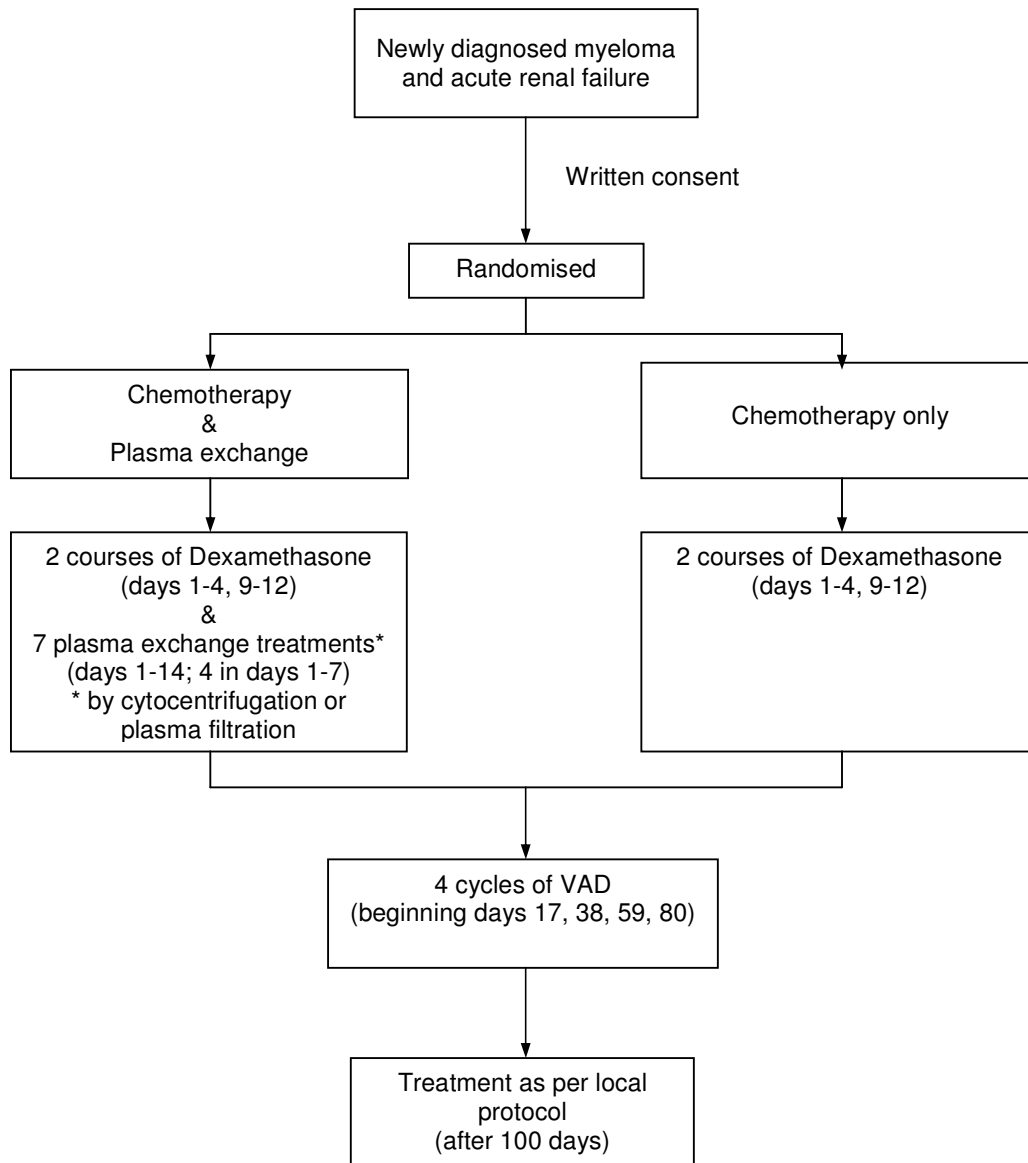 Newly diagnosed myeloma
and acute renal failure
Written consent
Randomised
Chemotherapy
&
Plasma exchange
Chemotherapy only
2 courses of Dexamethasone
(days 1-4, 9-12)
&
7 plasma exchange treatments*
(days 1-14; 4 in days 1-7)
* by cytocentrifugation or
plasma filtration
2 courses of Dexamethasone
(days 1-4, 9-12)
4 cycles of VAD
(beginning days 17, 38, 59, 80)
Treatment as per local
protocol
(after 100 days)